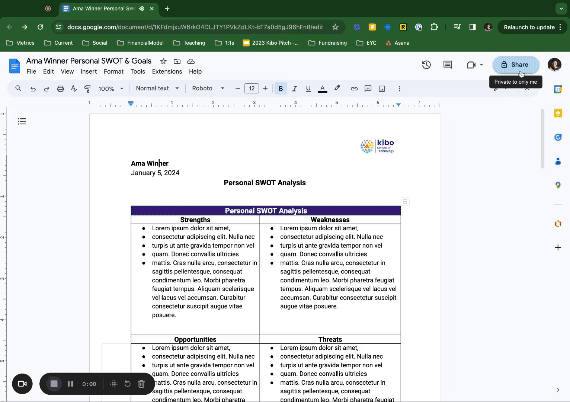 Ama Winner Personal SW
docs.google.com/document/d/
Relaunch to update
Metrics Current Social FinancialModel Teaching TTIs 2023 Kibo Pitch -... Fundraising EYC Asana
Ama Winner Personal SWOT & Goals
File Edit View Insert Format Tools Extensions Help
Share
Private to only me
100% Normal text Roboto − 12 + B I U A
kibo
Ama Winner
January 5, 2024
Personal SWOT Analysis
Personal SWOT Analysis
Strengths Weaknesses
Lorem ipsum dolor sit amet,
consectetur adipiscing elit. Nulla nec
turpis ut ante gravida tempor non vel
quam. Donec convallis ultricies
mattis. Cras nulla arcu, consectetur in
sagittis pellentesque, consequat
condimentum leo. Morbi pharetra
feugiat tempus. Aliquam scelerisque
vel lacus vel accumsan. Curabitur
consectetur suscipit augue vitae
posuere.
Lorem ipsum dolor sit amet,
consectetur adipiscing elit. Nulla nec
turpis ut ante gravida tempor non vel
quam. Donec convallis ultricies
mattis. Cras nulla arcu, consectetur in
sagittis pellentesque, consequat
condimentum leo. Morbi pharetra feugiat
tempus. Aliquam scelerisque vel lacus vel
accumsan. Curabitur consectetur suscipit
augue vitae posuere.
Opportunities Threats
Lorem ipsum dolor sit amet,
consectetur adipiscing elit. Nulla nec
turpis ut ante gravida tempor non vel
quam. Donec convallis ultricies
mattis. Cras nulla arcu, consectetur in
sagittis pellentesque, consequat
condimentum leo. Morbi pharetra
Lorem ipsum dolor sit amet,
consectetur adipiscing elit. Nulla nec
turpis ut ante gravida tempor non vel
quam. Donec convallis ultricies
mattis. Cras nulla arcu, consectetur in
sagittis pellentesque, consequat
condimentum leo. Morbi pharetra feugiat
0:00